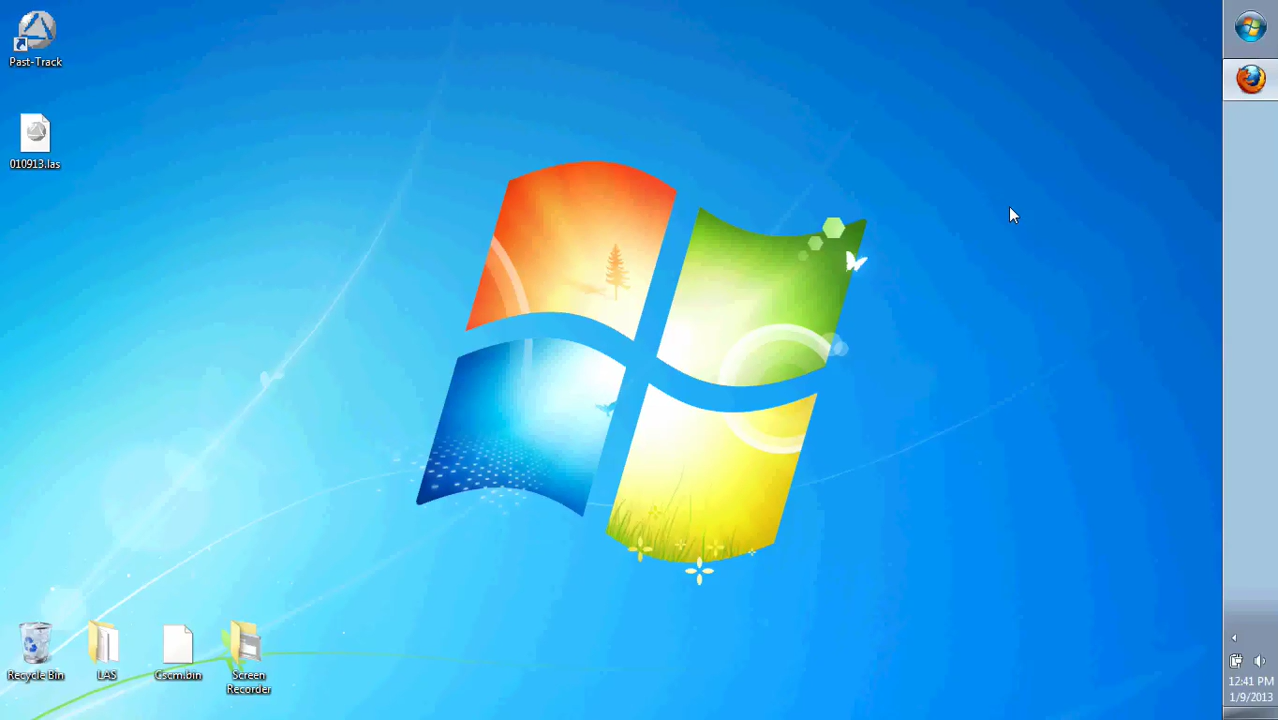 Past-Track
010913.las
Recycle Bin
LAS
Cscm.bin
Screen
Recorder
12:41 PM
1/9/2013